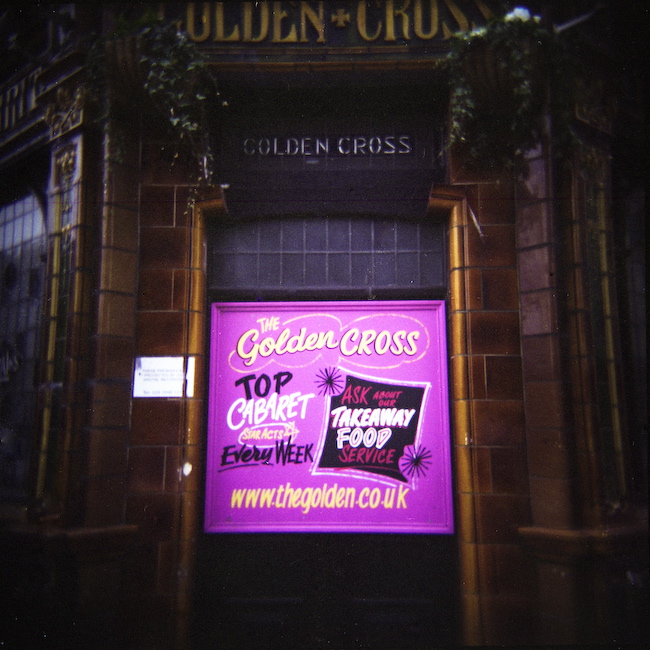 GOLDEN + CROSS
GOLDEN CROSS
THE
Golden CROSS
TOP
CABARET
STAR ACTS
Every WEEK
ASK ABOUT
OUR
TAKEAWAY
FOOD
SERVICE
www.thegolden.co.uk